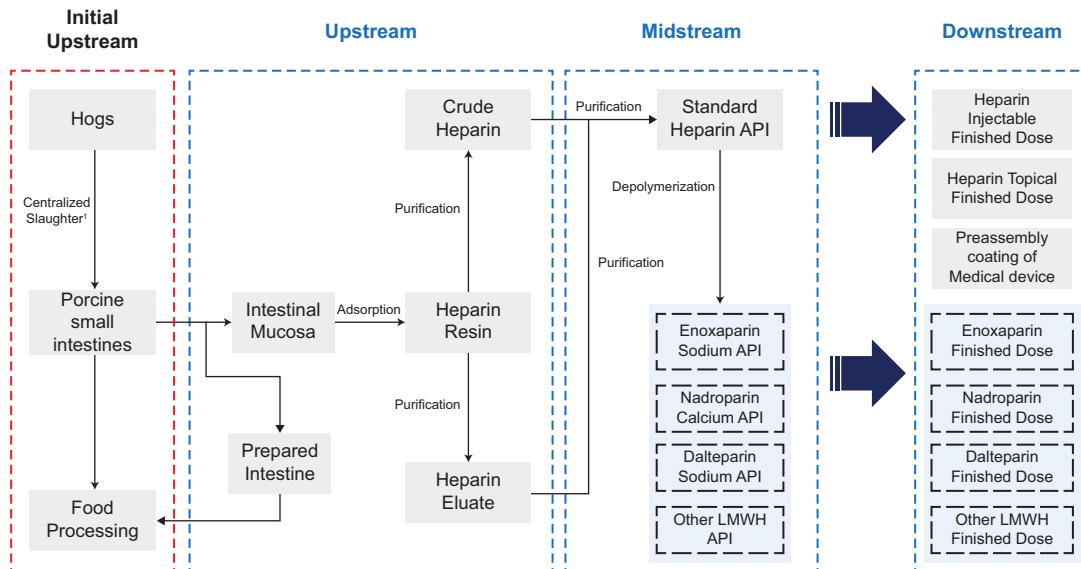 Initial
Upstream
Upstream
Midstream
Downstream
Hogs
Centralized
Slaughter¹
Porcine
small
intestines
Food
Processing
Intestinal
Mucosa
Prepared
Intestine
Adsorption
Crude
Heparin
Purification
Heparin
Resin
Purification
Heparin
Eluate
Purification
Purification
Standard
Heparin API
Depolymerization
Enoxaparin
Sodium API
Nadroparin
Calcium API
Dalteparin
Sodium API
Other LMWH
API
Heparin
Injectable
Finished Dose
Heparin Topical
Finished Dose
Preassembly
coating of
Medical device
Enoxaparin
Finished Dose
Nadroparin
Finished Dose
Dalteparin
Finished Dose
Other LMWH
Finished Dose